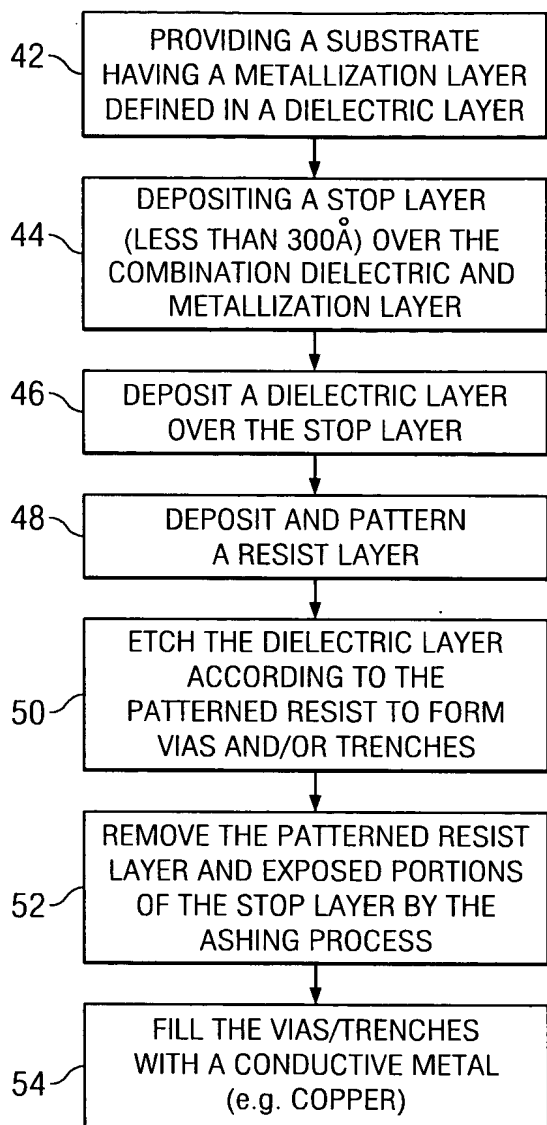 42
PROVIDING A SUBSTRATE
HAVING A METALLIZATION LAYER
DEFINED IN A DIELECTRIC LAYER
44
DEPOSITING A STOP LAYER
(LESS THAN 300Å) OVER THE
COMBINATION DIELECTRIC AND
METALLIZATION LAYER
46
DEPOSIT A DIELECTRIC LAYER
OVER THE STOP LAYER
48
DEPOSIT AND PATTERN
A RESIST LAYER
50
ETCH THE DIELECTRIC LAYER
ACCORDING TO THE
PATTERNED RESIST TO FORM
VIAS AND/OR TRENCHES
52
REMOVE THE PATTERNED RESIST
LAYER AND EXPOSED PORTIONS
OF THE STOP LAYER BY THE
ASHING PROCESS
54
FILL THE VIAS/TRENCHES
WITH A CONDUCTIVE METAL
(e.g. COPPER)